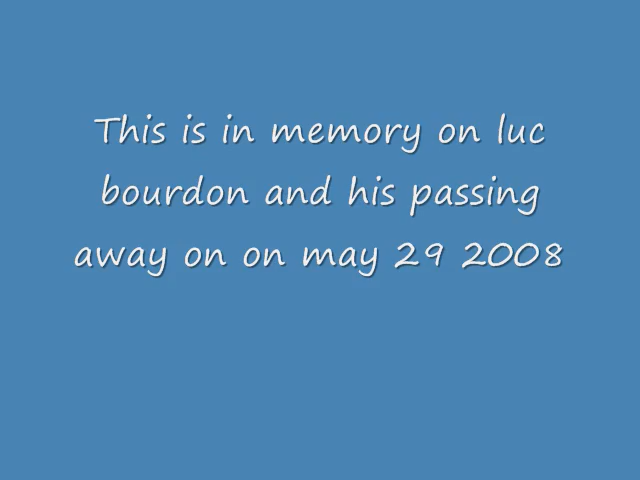 This is in memory on luc
bourdon and his passing
away on on may 29 2008